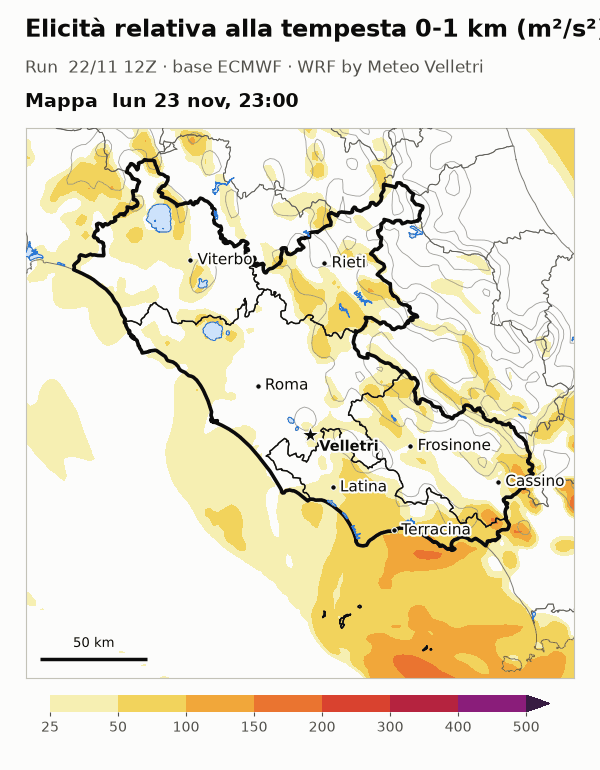 Elicità relativa alla tempesta 0-1 km (m²/s²)
Run  22/11 12Z · base ECMWF · WRF by Meteo Velletri
Mappa  lun 23 nov, 23:00
Viterbo
Rieti
Roma
Velletri
Frosinone
Cassino
Latina
Terracina
50 km
25 50 100 150 200 300 400 500